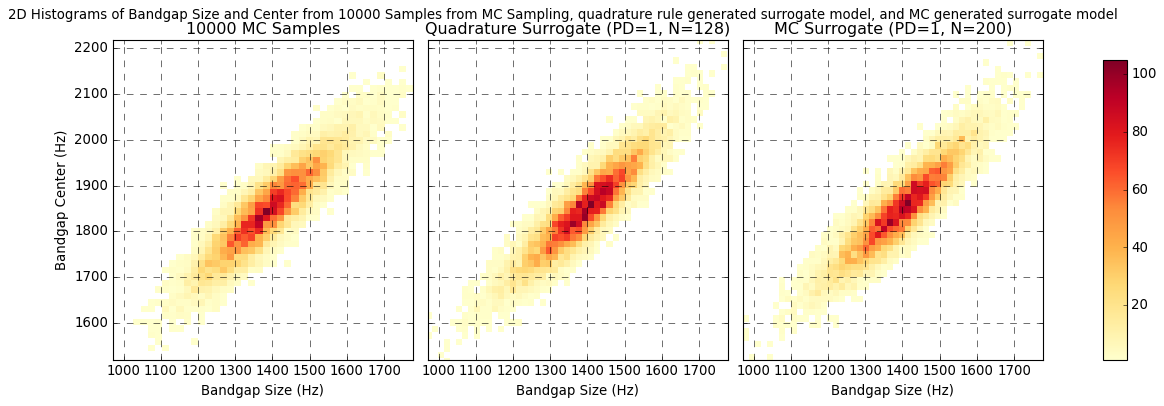 2D Histograms of Bandgap Size and Center from 10000 Samples from MC Sampling, quadrature rule generated surrogate model, and MC generated surrogate model
10000 MC Samples
Quadrature Surrogate (PD=1, N=128)
MC Surrogate (PD=1, N=200)
2200
2100
2000
1900
1800
1700
1600
Bandgap Center (Hz)
1000 1100 1200 1300 1400 1500 1600 1700
1000 1100 1200 1300 1400 1500 1600 1700
1000 1100 1200 1300 1400 1500 1600 1700
Bandgap Size (Hz)
Bandgap Size (Hz)
Bandgap Size (Hz)
100
80
60
40
20